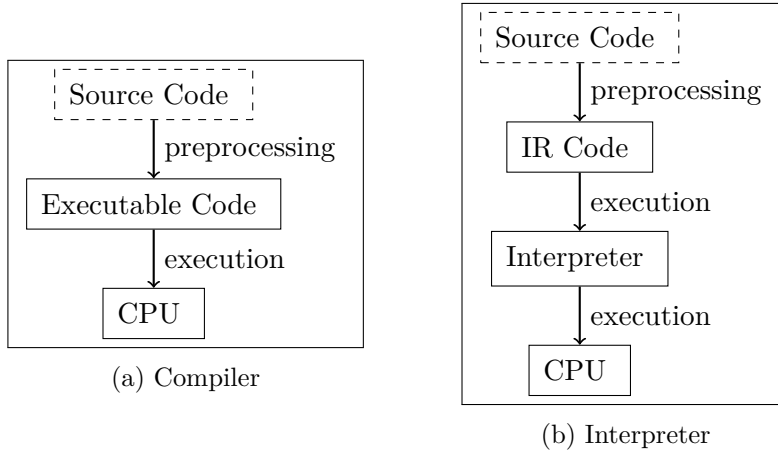 Source Code
preprocessing
Executable Code
execution
CPU
(a) Compiler
Source Code
preprocessing
IR Code
execution
Interpreter
execution
CPU
(b) Interpreter